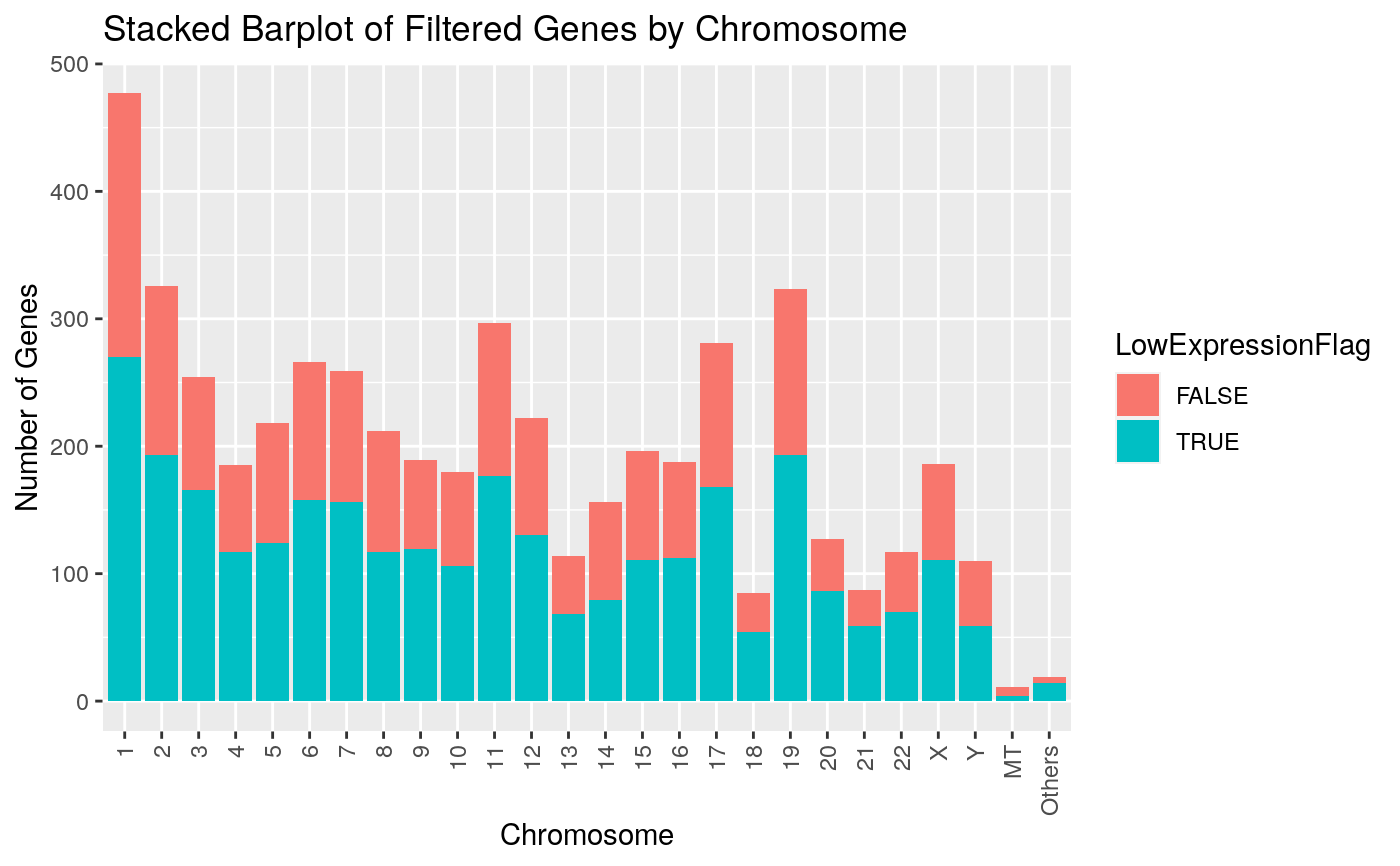 Stacked Barplot of Filtered Genes by Chromosome
500
400
300
200
100
0
Number of Genes
1
2
3
4
5
6
7
8
9
10
11
12
13
14
15
16
17
18
19
20
21
22
X
Y
MT
Others
Chromosome
LowExpressionFlag
FALSE
TRUE